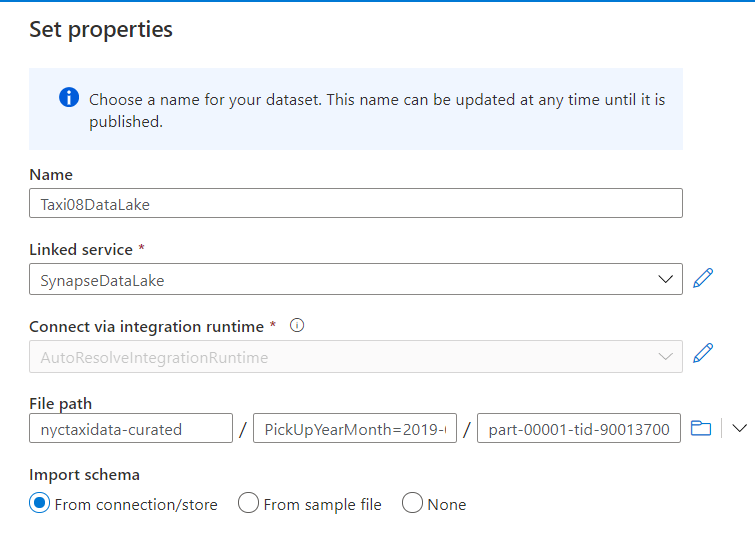 Set properties
Choose a name for your dataset. This name can be updated at any time until it is
published.
Name
Taxi08DataLake
Linked service *
SynapseDataLake
Connect via integration runtime *
AutoResolveIntegrationRuntime
File path
nyctaxidata-curated / PickUpYearMonth=2019- / part-00001-tid-90013700
Import schema
From connection/store From sample file None